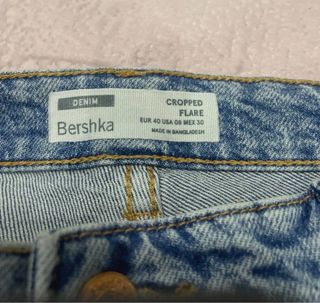 DENIM
Bershka
CROPPED
FLARE
EUR 40 USA 08 MEX 30
MADE IN BANGLADESH